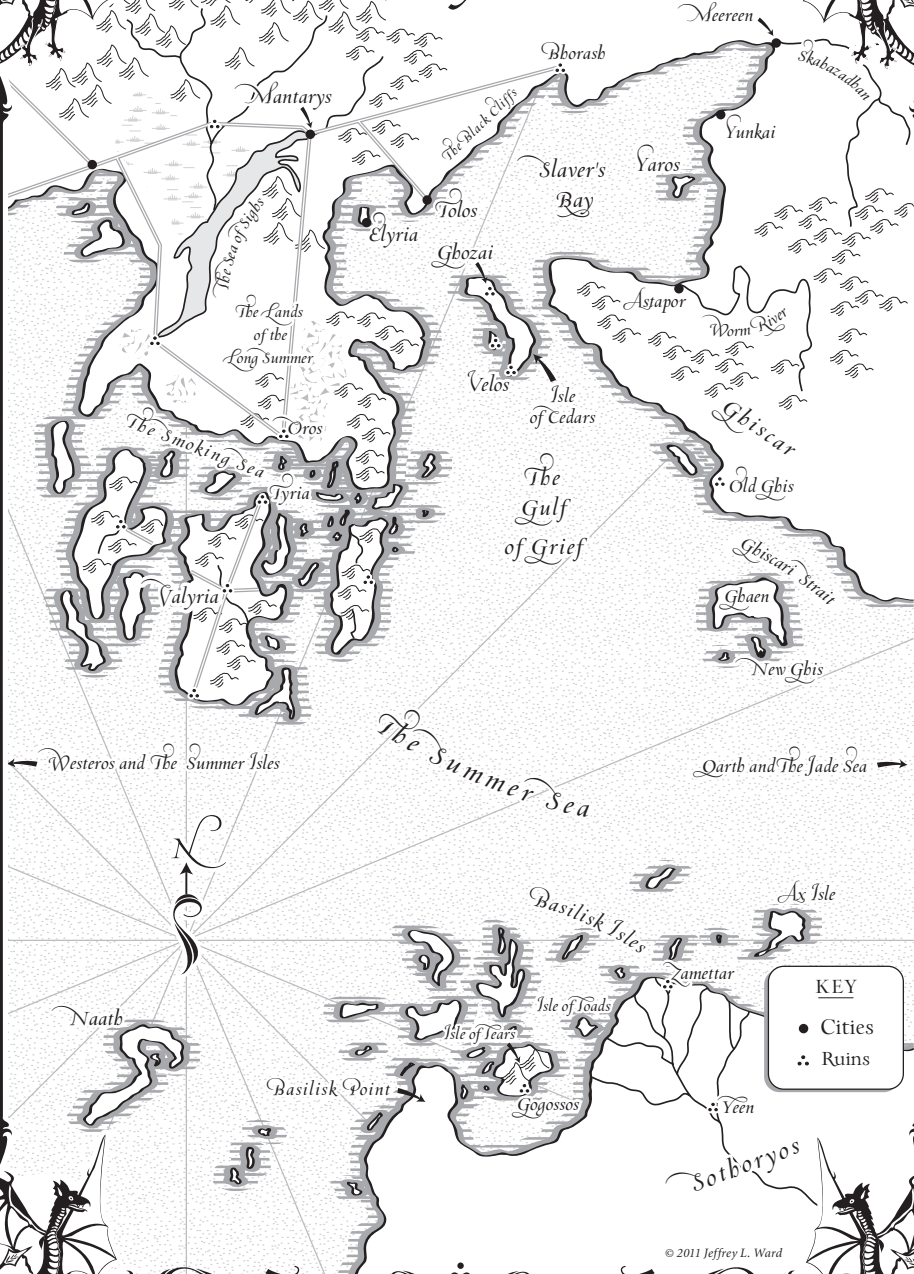 Meereen
Skabazadhan
Bhorash
Mantarys
The Black Cliffs
Yunkai
Slaver's
Bay
Yaros
Tolos
Elyria
The Sea of Sighs
Ghozai
Astapor
Worm River
The Lands
of the
Long Summer
Velos
Isle
of Cedars
Ghiscar
Oros
The Smoking Sea
Tyria
The
Gulf
of Grief
Old Ghis
Ghiscari Strait
Ghaen
Valyria
New Ghis
The Summer Sea
Westeros and The Summer Isles
Qarth and The Jade Sea
N
Basilisk Isles
Ax Isle
Zamettar
Isle of Toads
Isle of Tears
Naath
Basilisk Point
Gogossos
KEY
Cities
Ruins
Yeen
Sothoryos
© 2011 Jeffrey L. Ward